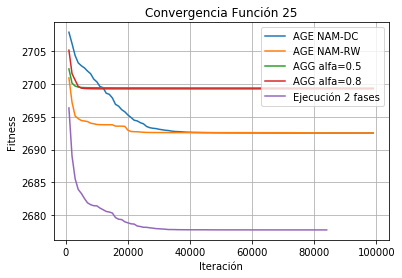 Convergencia Función 25
AGE NAM-DC
AGE NAM-RW
AGG alfa=0.5
AGG alfa=0.8
Ejecución 2 fases
Fitness
2705
2700
2695
2690
2685
2680
0 20000 40000 60000 80000 100000
Iteración